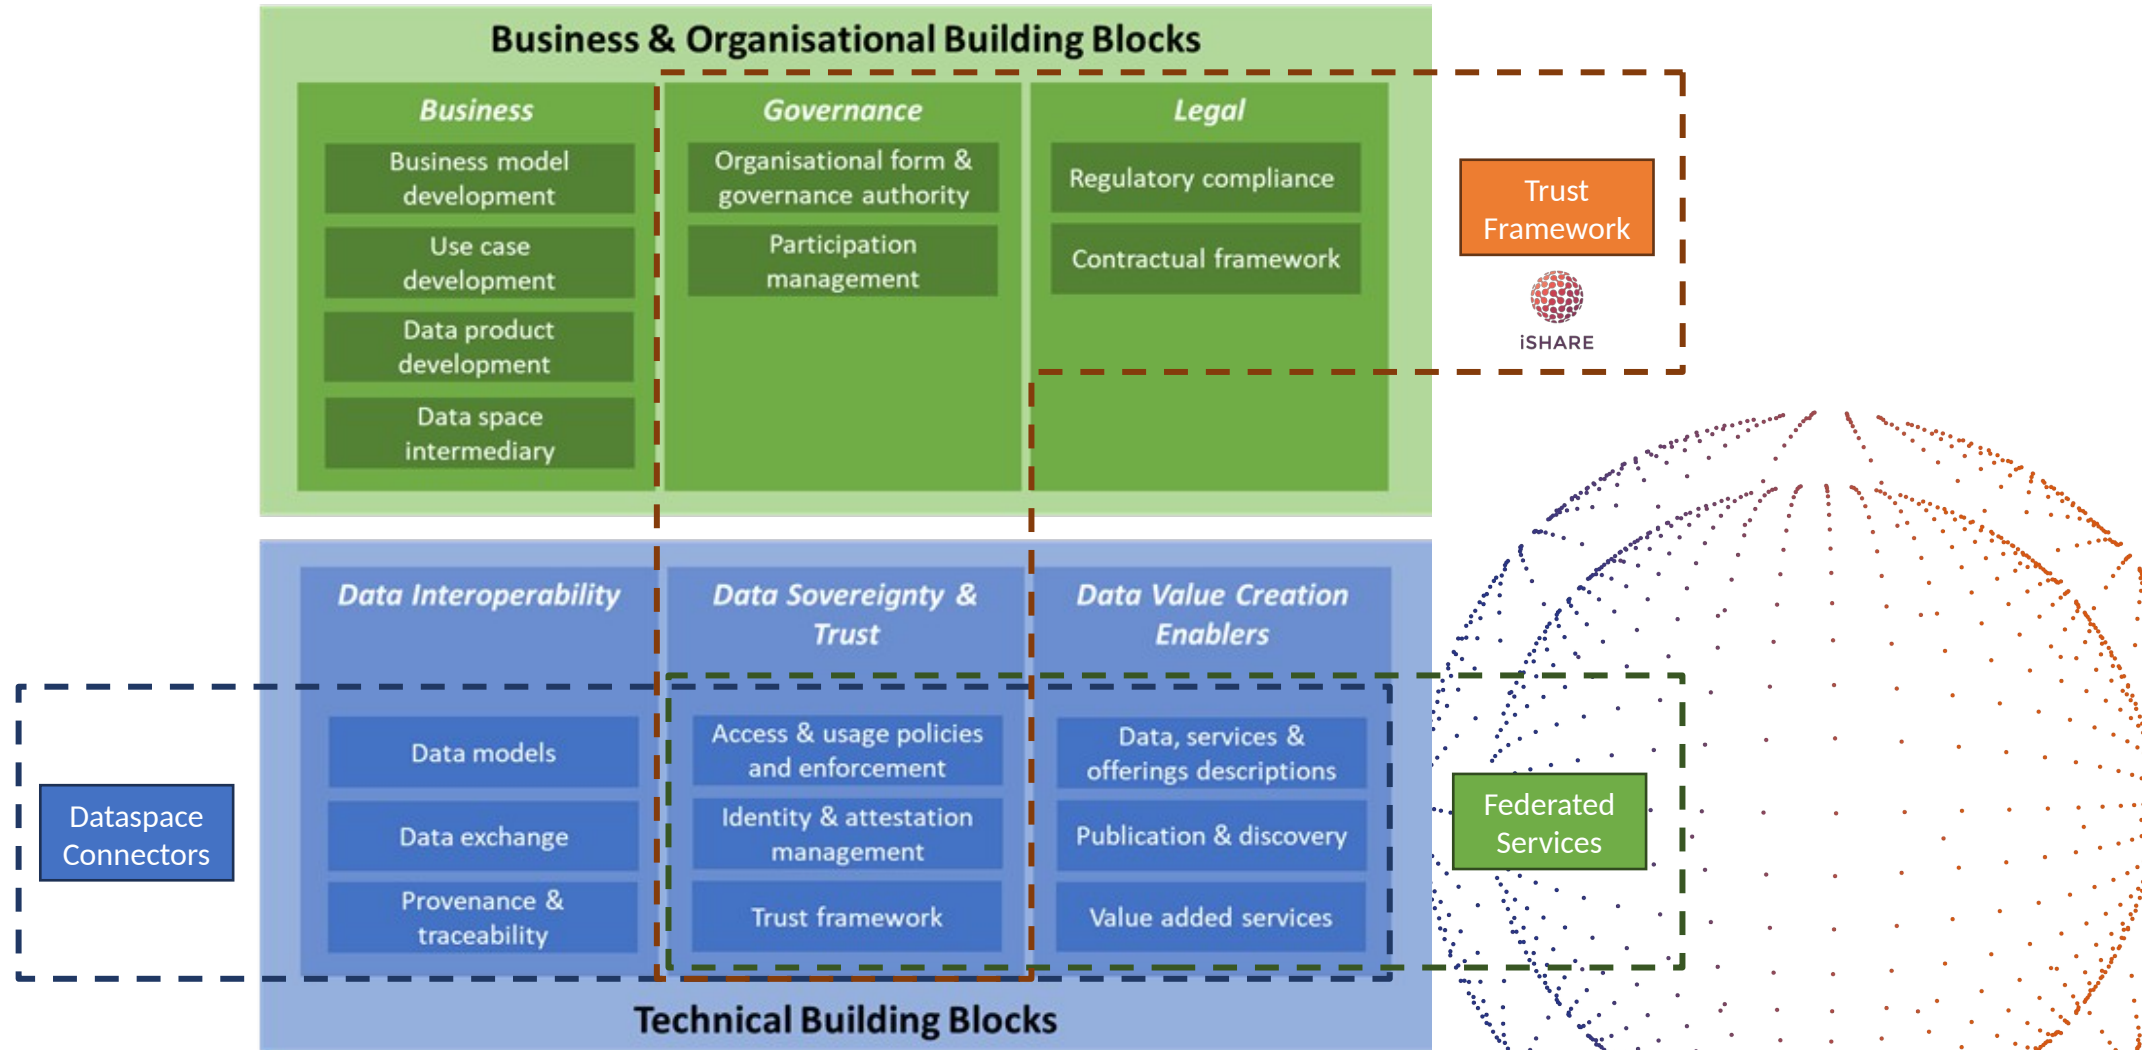 Business & Organisational Building Blocks
Business
Business model
development
Use case
development
Data product
development
Data space
intermediary
Governance
Organisational form &
governance authority
Participation
management
Legal
Regulatory compliance
Contractual framework
Trust
Framework
iSHARE
Data Interoperability
Data models
Data exchange
Provenance &
traceability
Data Sovereignty &
Trust
Access & usage policies
and enforcement
Identity & attestation
management
Trust framework
Data Value Creation
Enablers
Data, services &
offerings descriptions
Publication & discovery
Value added services
Dataspace
Connectors
Federated
Services
Technical Building Blocks